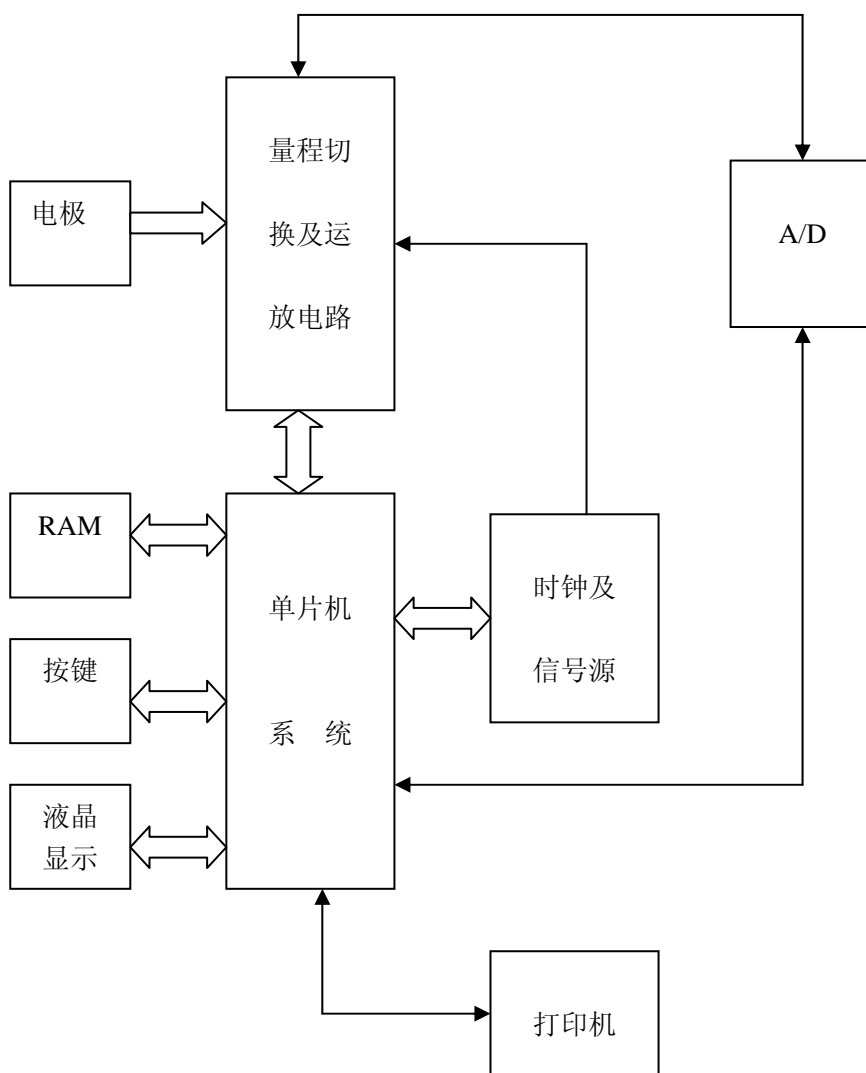 量程切
换及运
放电路
电极
A/D
RAM
单片机
系 统
时钟及
信号源
按键
液晶
显示
打印机